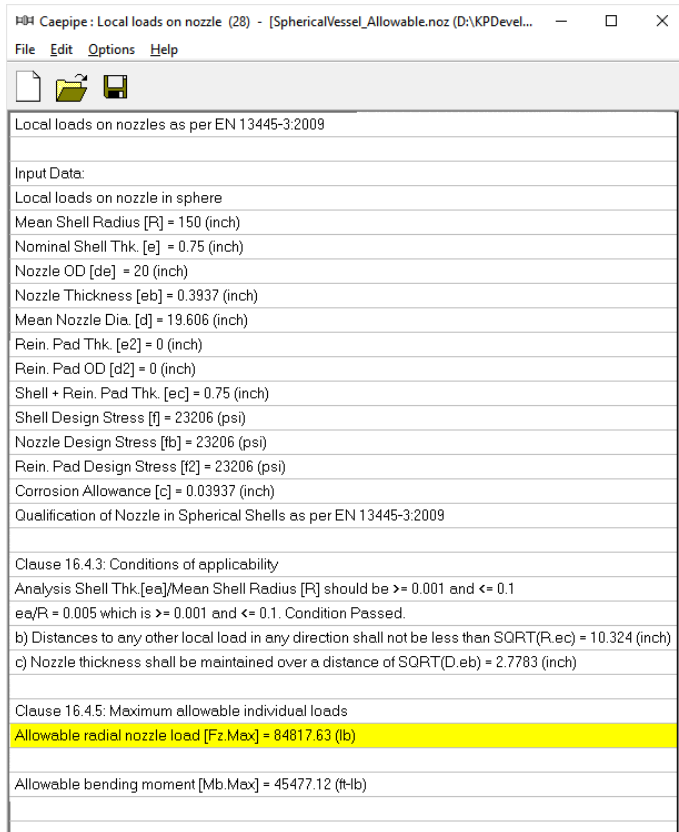 Caepipe : Local loads on nozzle (28) - [SphericalVessel_Allowable.noz (D:\KPDevel...
File Edit Options Help
Local loads on nozzles as per EN 13445-3:2009
Input Data:
Local loads on nozzle in sphere
Mean Shell Radius [R] = 150 (inch)
Nominal Shell Thk. [e] = 0.75 (inch)
Nozzle OD [de] = 20 (inch)
Nozzle Thickness [eb] = 0.3937 (inch)
Mean Nozzle Dia. [d] = 19.606 (inch)
Rein. Pad Thk. [e2] = 0 (inch)
Rein. Pad OD [d2] = 0 (inch)
Shell + Rein. Pad Thk. [ec] = 0.75 (inch)
Shell Design Stress [f] = 23206 (psi)
Nozzle Design Stress [fb] = 23206 (psi)
Rein. Pad Design Stress [f2] = 23206 (psi)
Corrosion Allowance [c] = 0.03937 (inch)
Qualification of Nozzle in Spherical Shells as per EN 13445-3:2009
Clause 16.4.3: Conditions of applicability
Analysis Shell Thk.[ea]/Mean Shell Radius [R] should be >= 0.001 and <= 0.1
ea/R = 0.005 which is >= 0.001 and <= 0.1. Condition Passed.
b) Distances to any other local load in any direction shall not be less than SQRT(R.ec) = 10.324 (inch)
c) Nozzle thickness shall be maintained over a distance of SQRT(D.eb) = 2.7783 (inch)
Clause 16.4.5: Maximum allowable individual loads
Allowable radial nozzle load [Fz.Max] = 84817.63 (lb)
Allowable bending moment [Mb.Max] = 45477.12 (ft-lb)